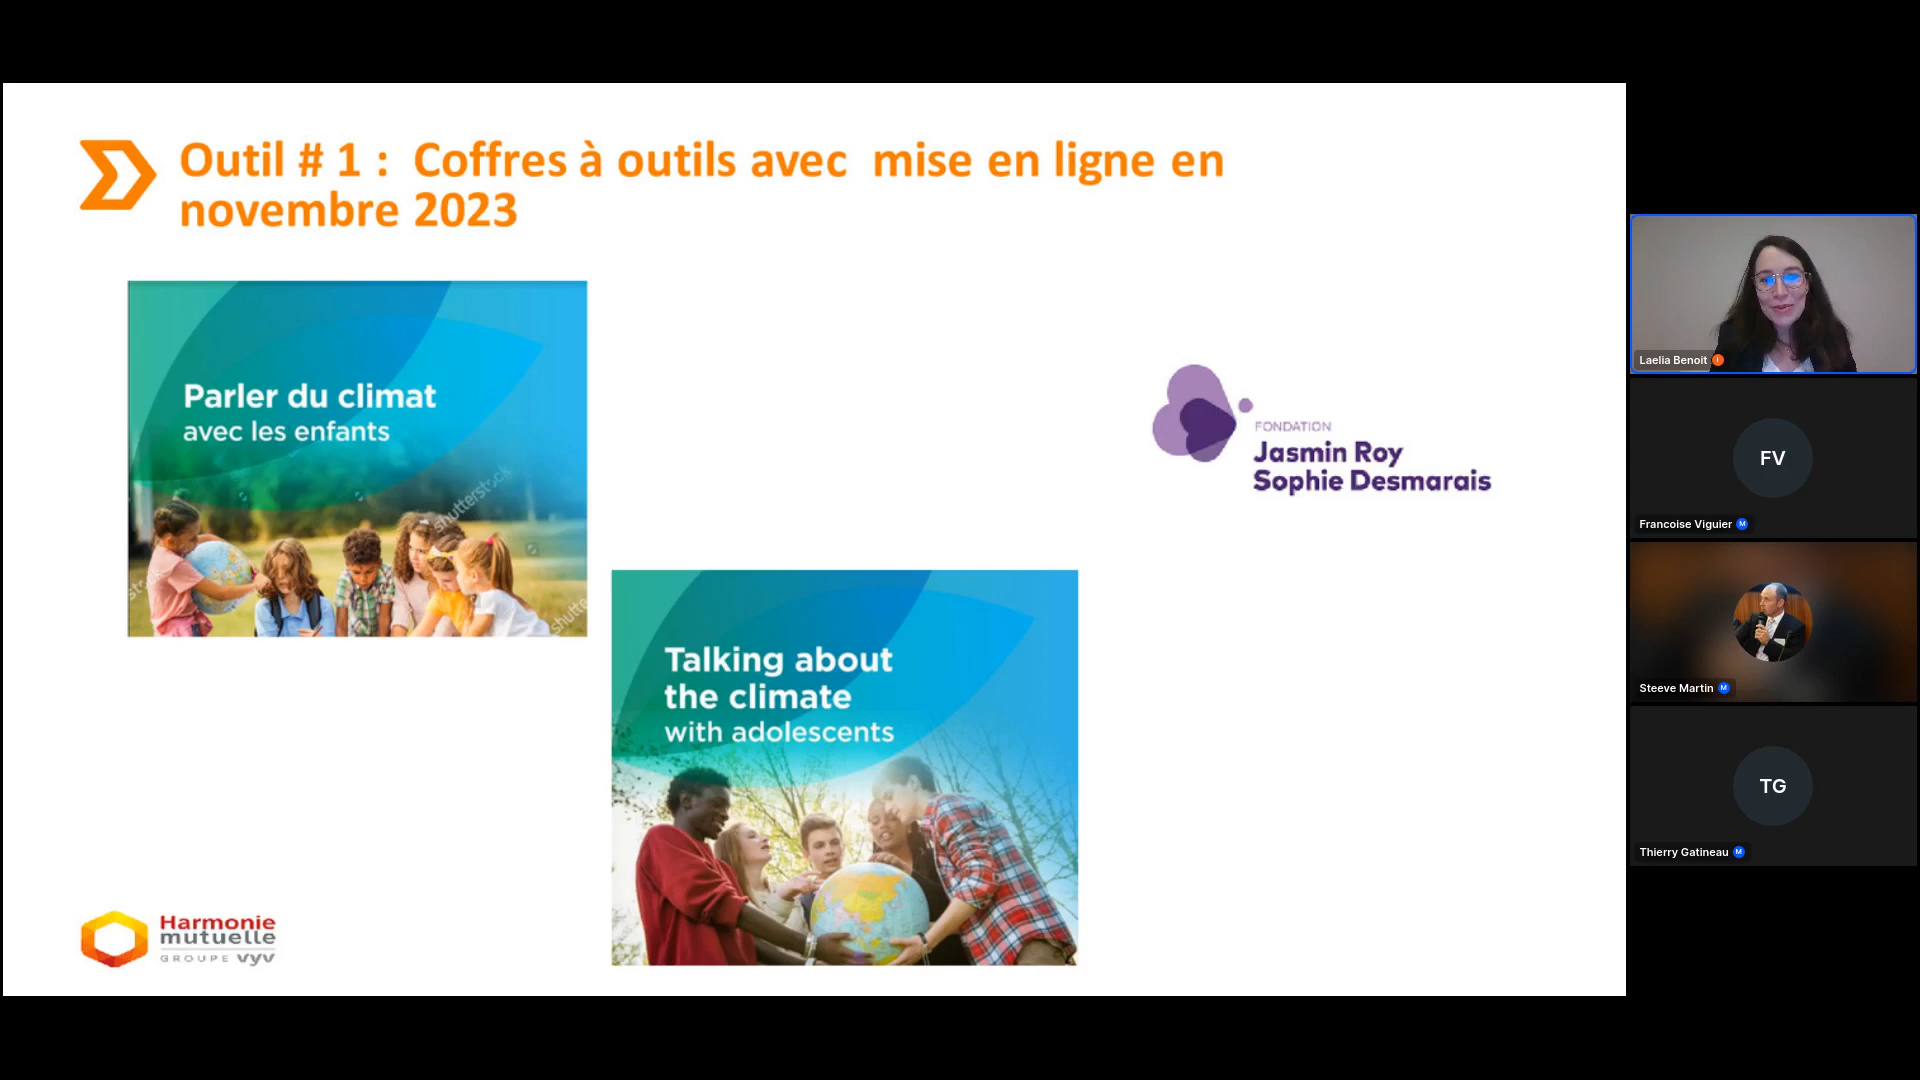 Outil # 1 :  Coffres à outils avec  mise en ligne en
novembre 2023
Parler du climat
avec les enfants
shutterstock
shutte
FONDATION
Jasmin Roy
Sophie Desmarais
Talking about
the climate
with adolescents
Harmonie
mutuelle
GROUPE vyv
Laelia Benoit
FV
Francoise Viguier M
Steeve Martin M
TG
Thierry Gatineau M